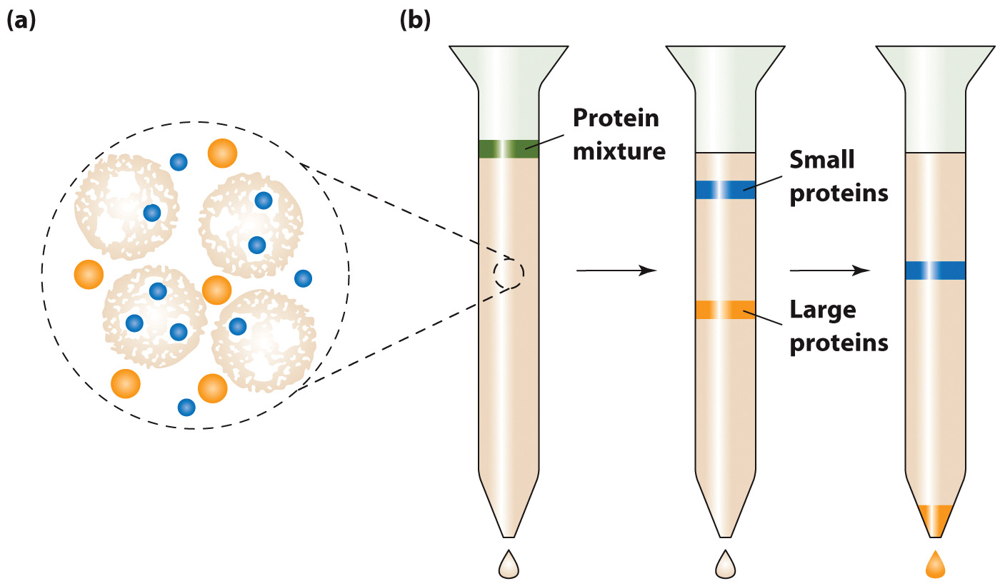 (a)
(b)
Protein
mixture
Small
proteins
Large
proteins